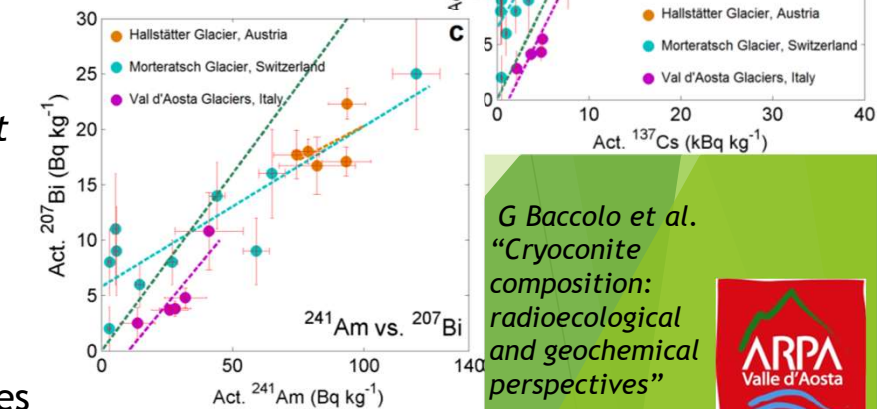 t
es
30
25
20
15
10
5
0
Act. ²⁰⁷Bi (Bq kg⁻¹)
Hallstätter Glacier, Austria
Morteratsch Glacier, Switzerland
Val d'Aosta Glaciers, Italy
C
²⁴¹Am vs. ²⁰⁷Bi
0 50 100 140
Act. ²⁴¹Am (Bq kg⁻¹)
5
0
Hallstätter Glacier, Austria
Morteratsch Glacier, Switzerland
Val d'Aosta Glaciers, Italy
0 10 20 30 40
Act. ¹³⁷Cs (kBq kg⁻¹)
G Baccolo et al.
“Cryoconite
composition:
radioecological
and geochemical
perspectives”
ARPA
Valle d'Aosta